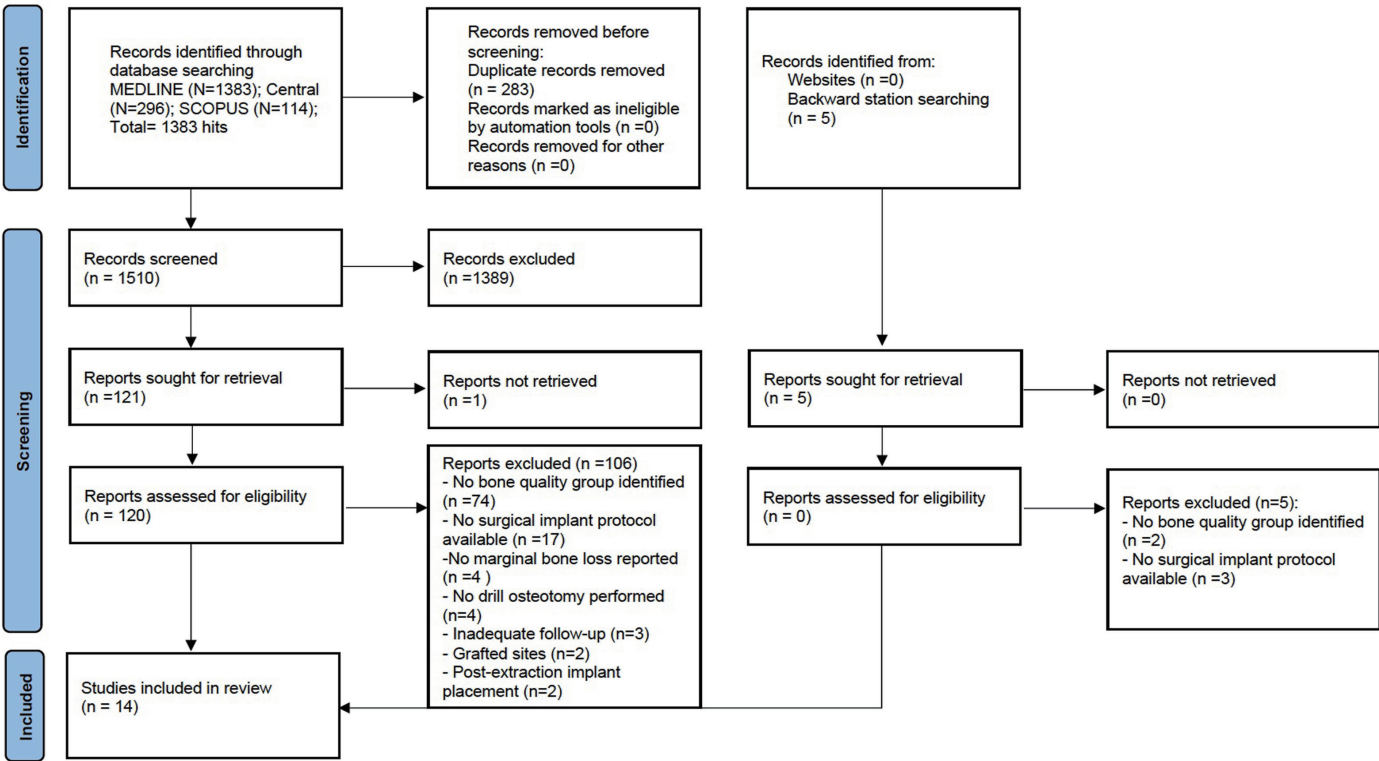 Identification
Records identified through
database searching
MEDLINE (N=1383); Central
(N=296); SCOPUS (N=114);
Total= 1383 hits
Records removed before
screening:
Duplicate records removed
(n = 283)
Records marked as ineligible
by automation tools (n =0)
Records removed for other
reasons (n =0)
Records identified from:
Websites (n =0)
Backward station searching
(n = 5)
Screening
Records screened
(n = 1510)
Records excluded
(n =1389)
Reports sought for retrieval
(n =121)
Reports not retrieved
(n =1)
Reports sought for retrieval
(n = 5)
Reports not retrieved
(n =0)
Reports assessed for eligibility
(n = 120)
Reports excluded (n =106)
- No bone quality group identified
(n =74)
- No surgical implant protocol
available (n =17)
-No marginal bone loss reported
(n =4 )
- No drill osteotomy performed
(n=4)
- Inadequate follow-up (n=3)
- Grafted sites (n=2)
- Post-extraction implant
placement (n=2)
Reports assessed for eligibility
(n = 0)
Reports excluded (n=5):
- No bone quality group identified
(n =2)
- No surgical implant protocol
available (n =3)
Included
Studies included in review
(n = 14)